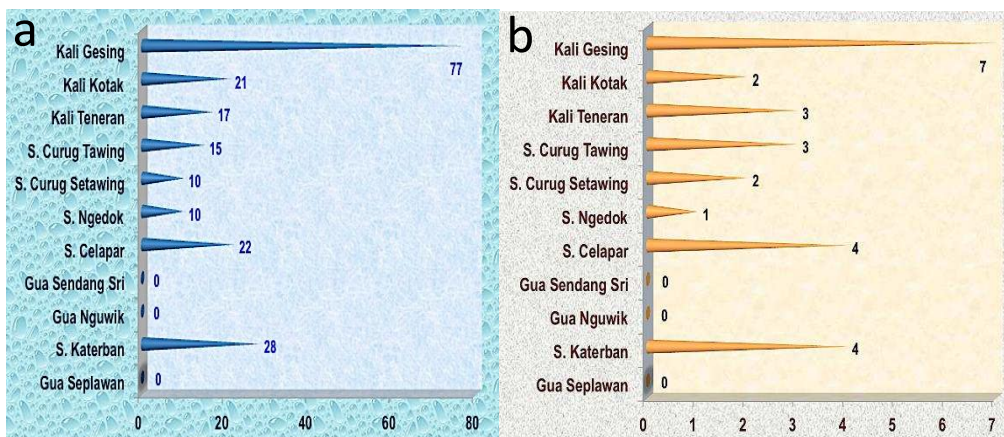 a
Kali Gesing
77
Kali Kotak
21
Kali Teneran
17
S. Curug Tawing
15
S. Curug Setawing
10
S. Ngedok
10
S. Celapar
22
Gua Sendang Sri
0
Gua Nguwik
0
S. Katerban
28
Gua Seplawan
0
0 20 40 60 80
b
Kali Gesing
7
Kali Kotak
2
Kali Teneran
3
S. Curug Tawing
3
S. Curug Setawing
2
S. Ngedok
1
S. Celapar
4
Gua Sendang Sri
0
Gua Nguwik
0
S. Katerban
4
Gua Seplawan
0
0 1 2 3 4 5 6 7